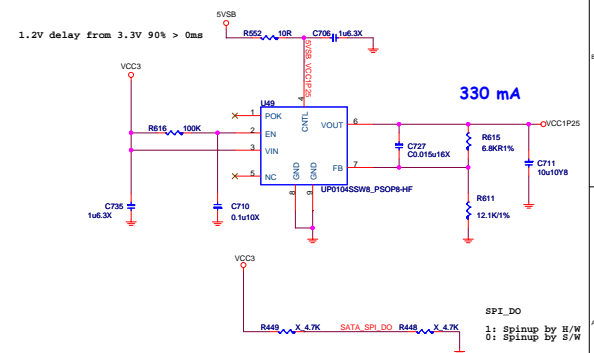 5VSB
R552 10R
C706 1u6.3X
1.2V delay from 3.3V 90% > 0ms
5VSB_VCC1P25
VCC3
330 mA
U49
4
1 POK
CNTL
VOUT 6
VCC1P25
R616 100K
2 EN
R615
6.8KR1%
3 VIN
C727
C0.015u16X
C711
10u10Y8
FB 7
5 NC
GND
GND
UP0104SSW8_PSOP8-HF
8
9
R611
12.1K/1%
C735
1u6.3X
C710
0.1u10X
VCC3
SPI_DO
R449 X_4.7K SATA_SPI_DO R448 X_4.7K
1: Spinup by H/W
0: Spinup by S/W
B
A